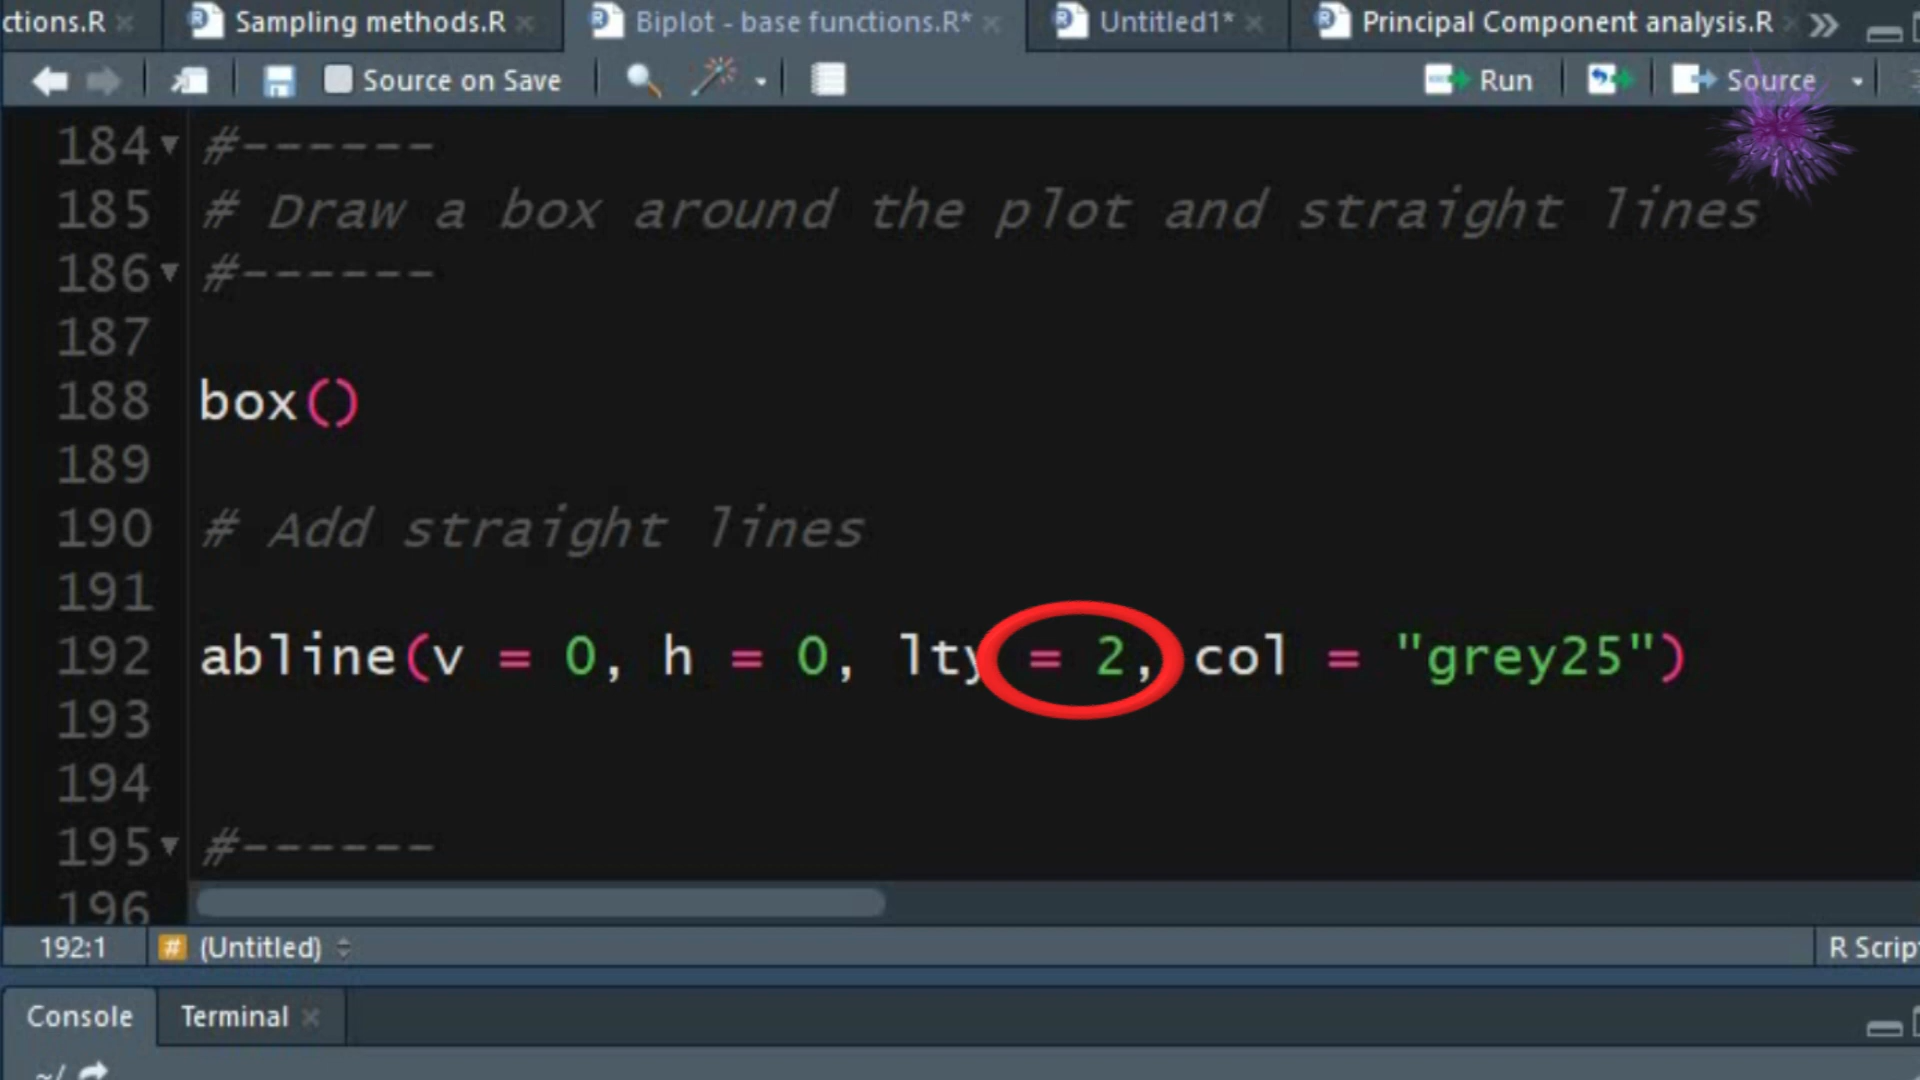 ctions.R Sampling methods.R Biplot - base functions.R* Untitled1* Principal Component analysis.R
Source on Save Run Source
184 #------
185 # Draw a box around the plot and straight lines
186 #------
187
188 box()
189
190 # Add straight lines
191
192 abline(v = 0, h = 0, lty = 2, col = "grey25")
193
194
195 #------
196
192:1 # (Untitled) R Script
Console Terminal
~/